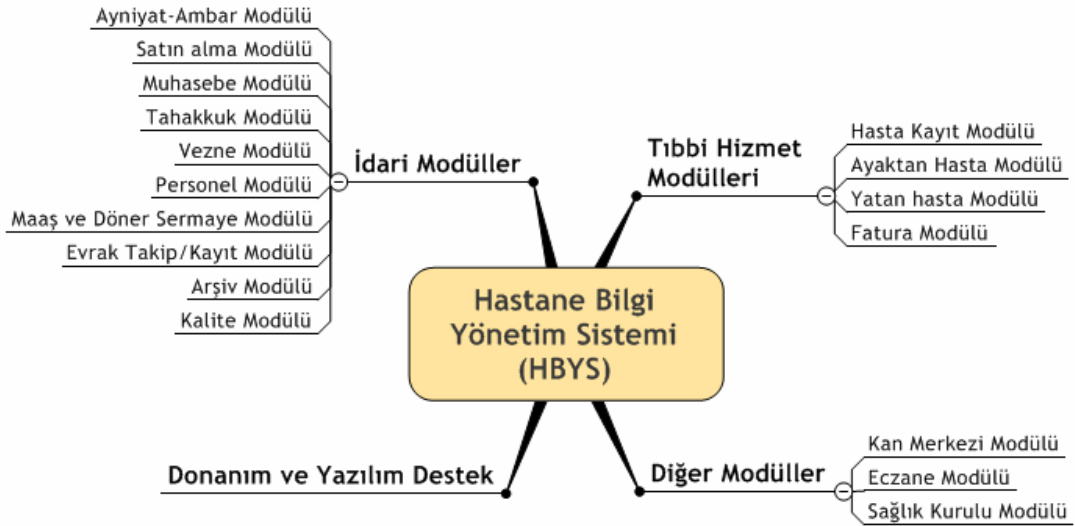 Ayniyat-Ambar Modülü
Satın alma Modülü
Muhasebe Modülü
Tahakkuk Modülü
Vezne Modülü
Personel Modülü
Maaş ve Döner Sermaye Modülü
Evrak Takip/Kayıt Modülü
Arşiv Modülü
Kalite Modülü
İdari Modüller
Tıbbi Hizmet
Modülleri
Hasta Kayıt Modülü
Ayaktan Hasta Modülü
Yatan hasta Modülü
Fatura Modülü
Hastane Bilgi
Yönetim Sistemi
(HBYS)
Donanım ve Yazılım Destek
Diğer Modüller
Kan Merkezi Modülü
Eczane Modülü
Sağlık Kurulu Modülü